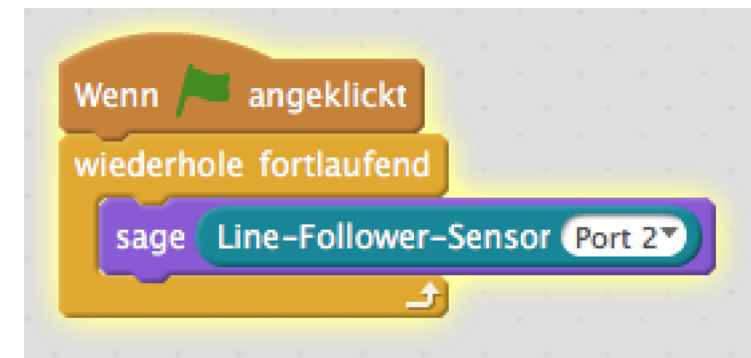 Wenn angeklickt
wiederhole fortlaufend
sage Line-Follower-Sensor Port 2